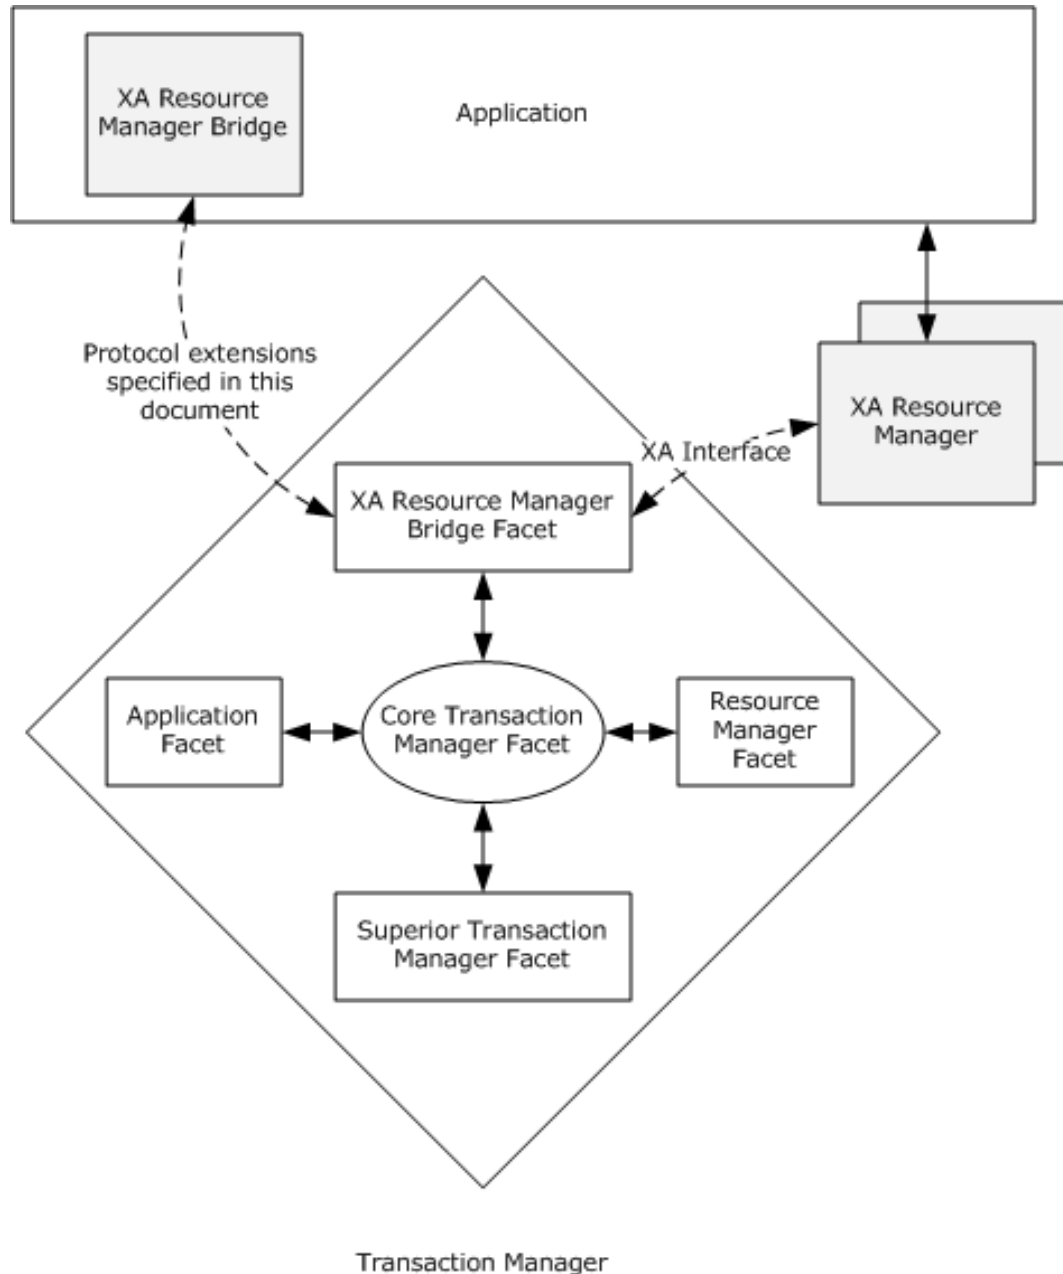 XA Resource
Manager Bridge
Application
Protocol extensions
specified in this
document
XA Resource
Manager
XA Interface
XA Resource Manager
Bridge Facet
Application
Facet
Core Transaction
Manager Facet
Resource
Manager
Facet
Superior Transaction
Manager Facet
Transaction Manager